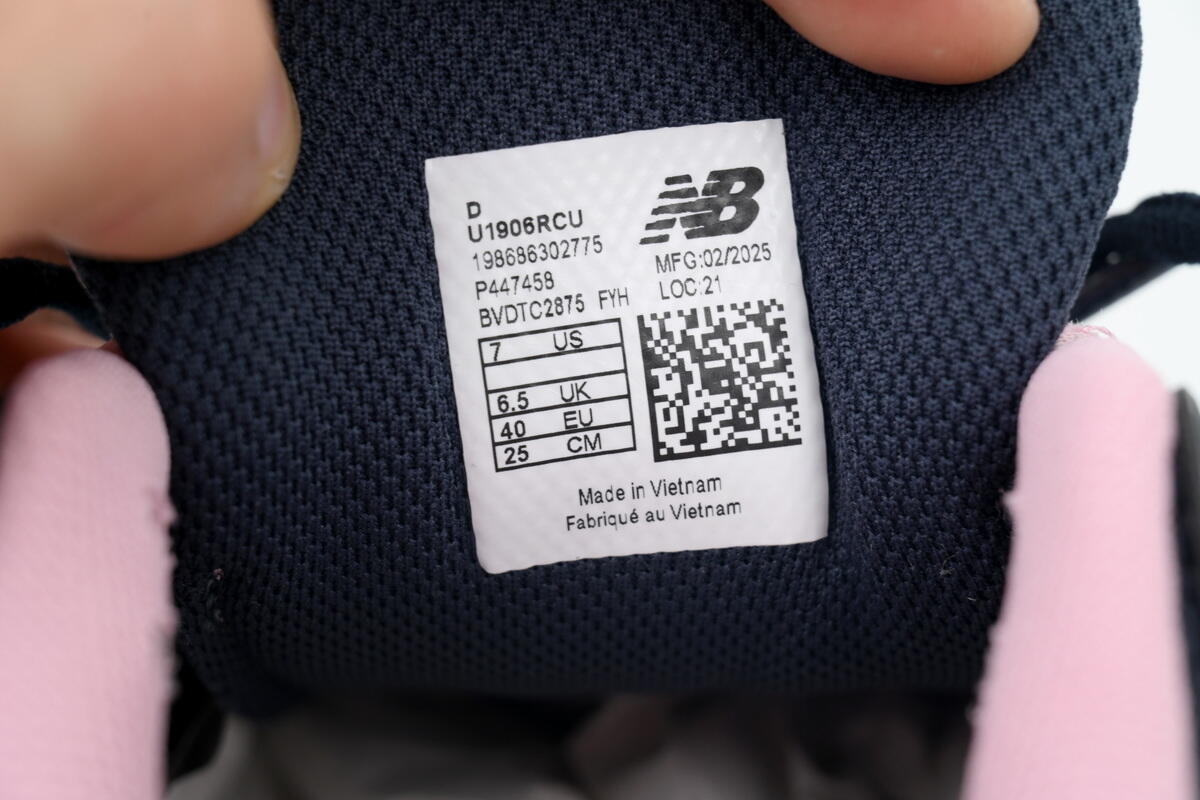 D
U1906RCU
198686302775
P447458
BVDTC2875 FYH
NB
MFG:02/2025
LOC:21
7 US
6.5 UK
40 EU
25 CM
Made in Vietnam
Fabriqué au Vietnam